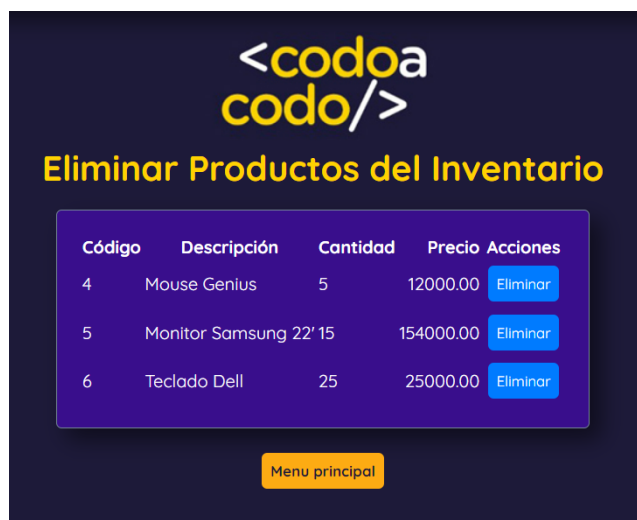 <codoa
codo/>
Eliminar Productos del Inventario
Código Descripción Cantidad Precio Acciones
4 Mouse Genius 5 12000.00 Eliminar
5 Monitor Samsung 22' 15 154000.00 Eliminar
6 Teclado Dell 25 25000.00 Eliminar
Menu principal